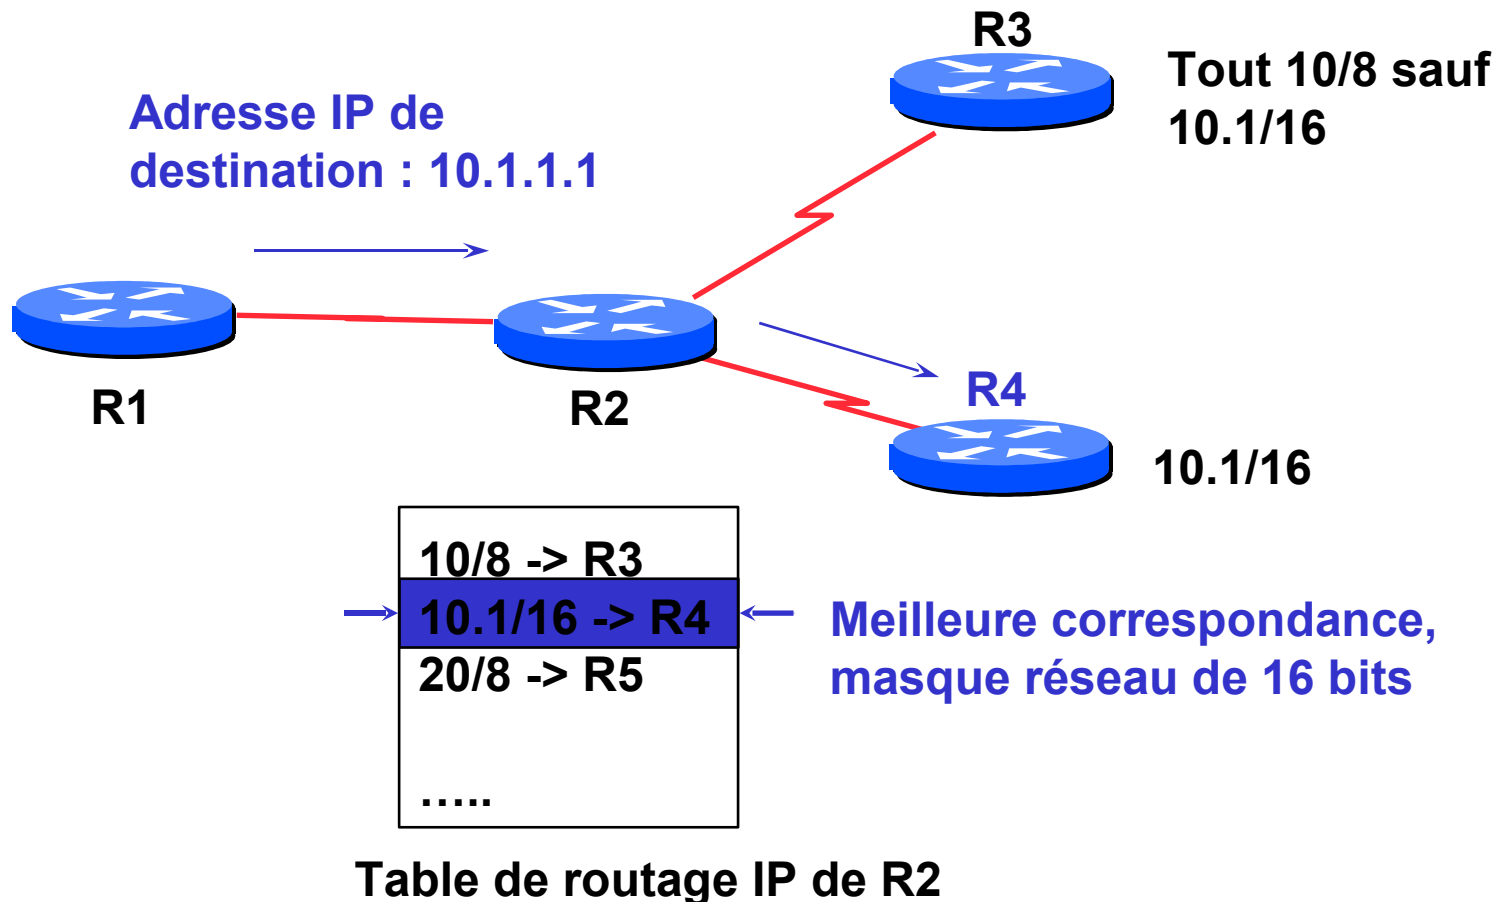 R3
Tout 10/8 sauf
10.1/16
Adresse IP de
destination : 10.1.1.1
R1
R2
R4
10.1/16
10/8 -> R3
10.1/16 -> R4
20/8 -> R5
…..
Meilleure correspondance,
masque réseau de 16 bits
Table de routage IP de R2